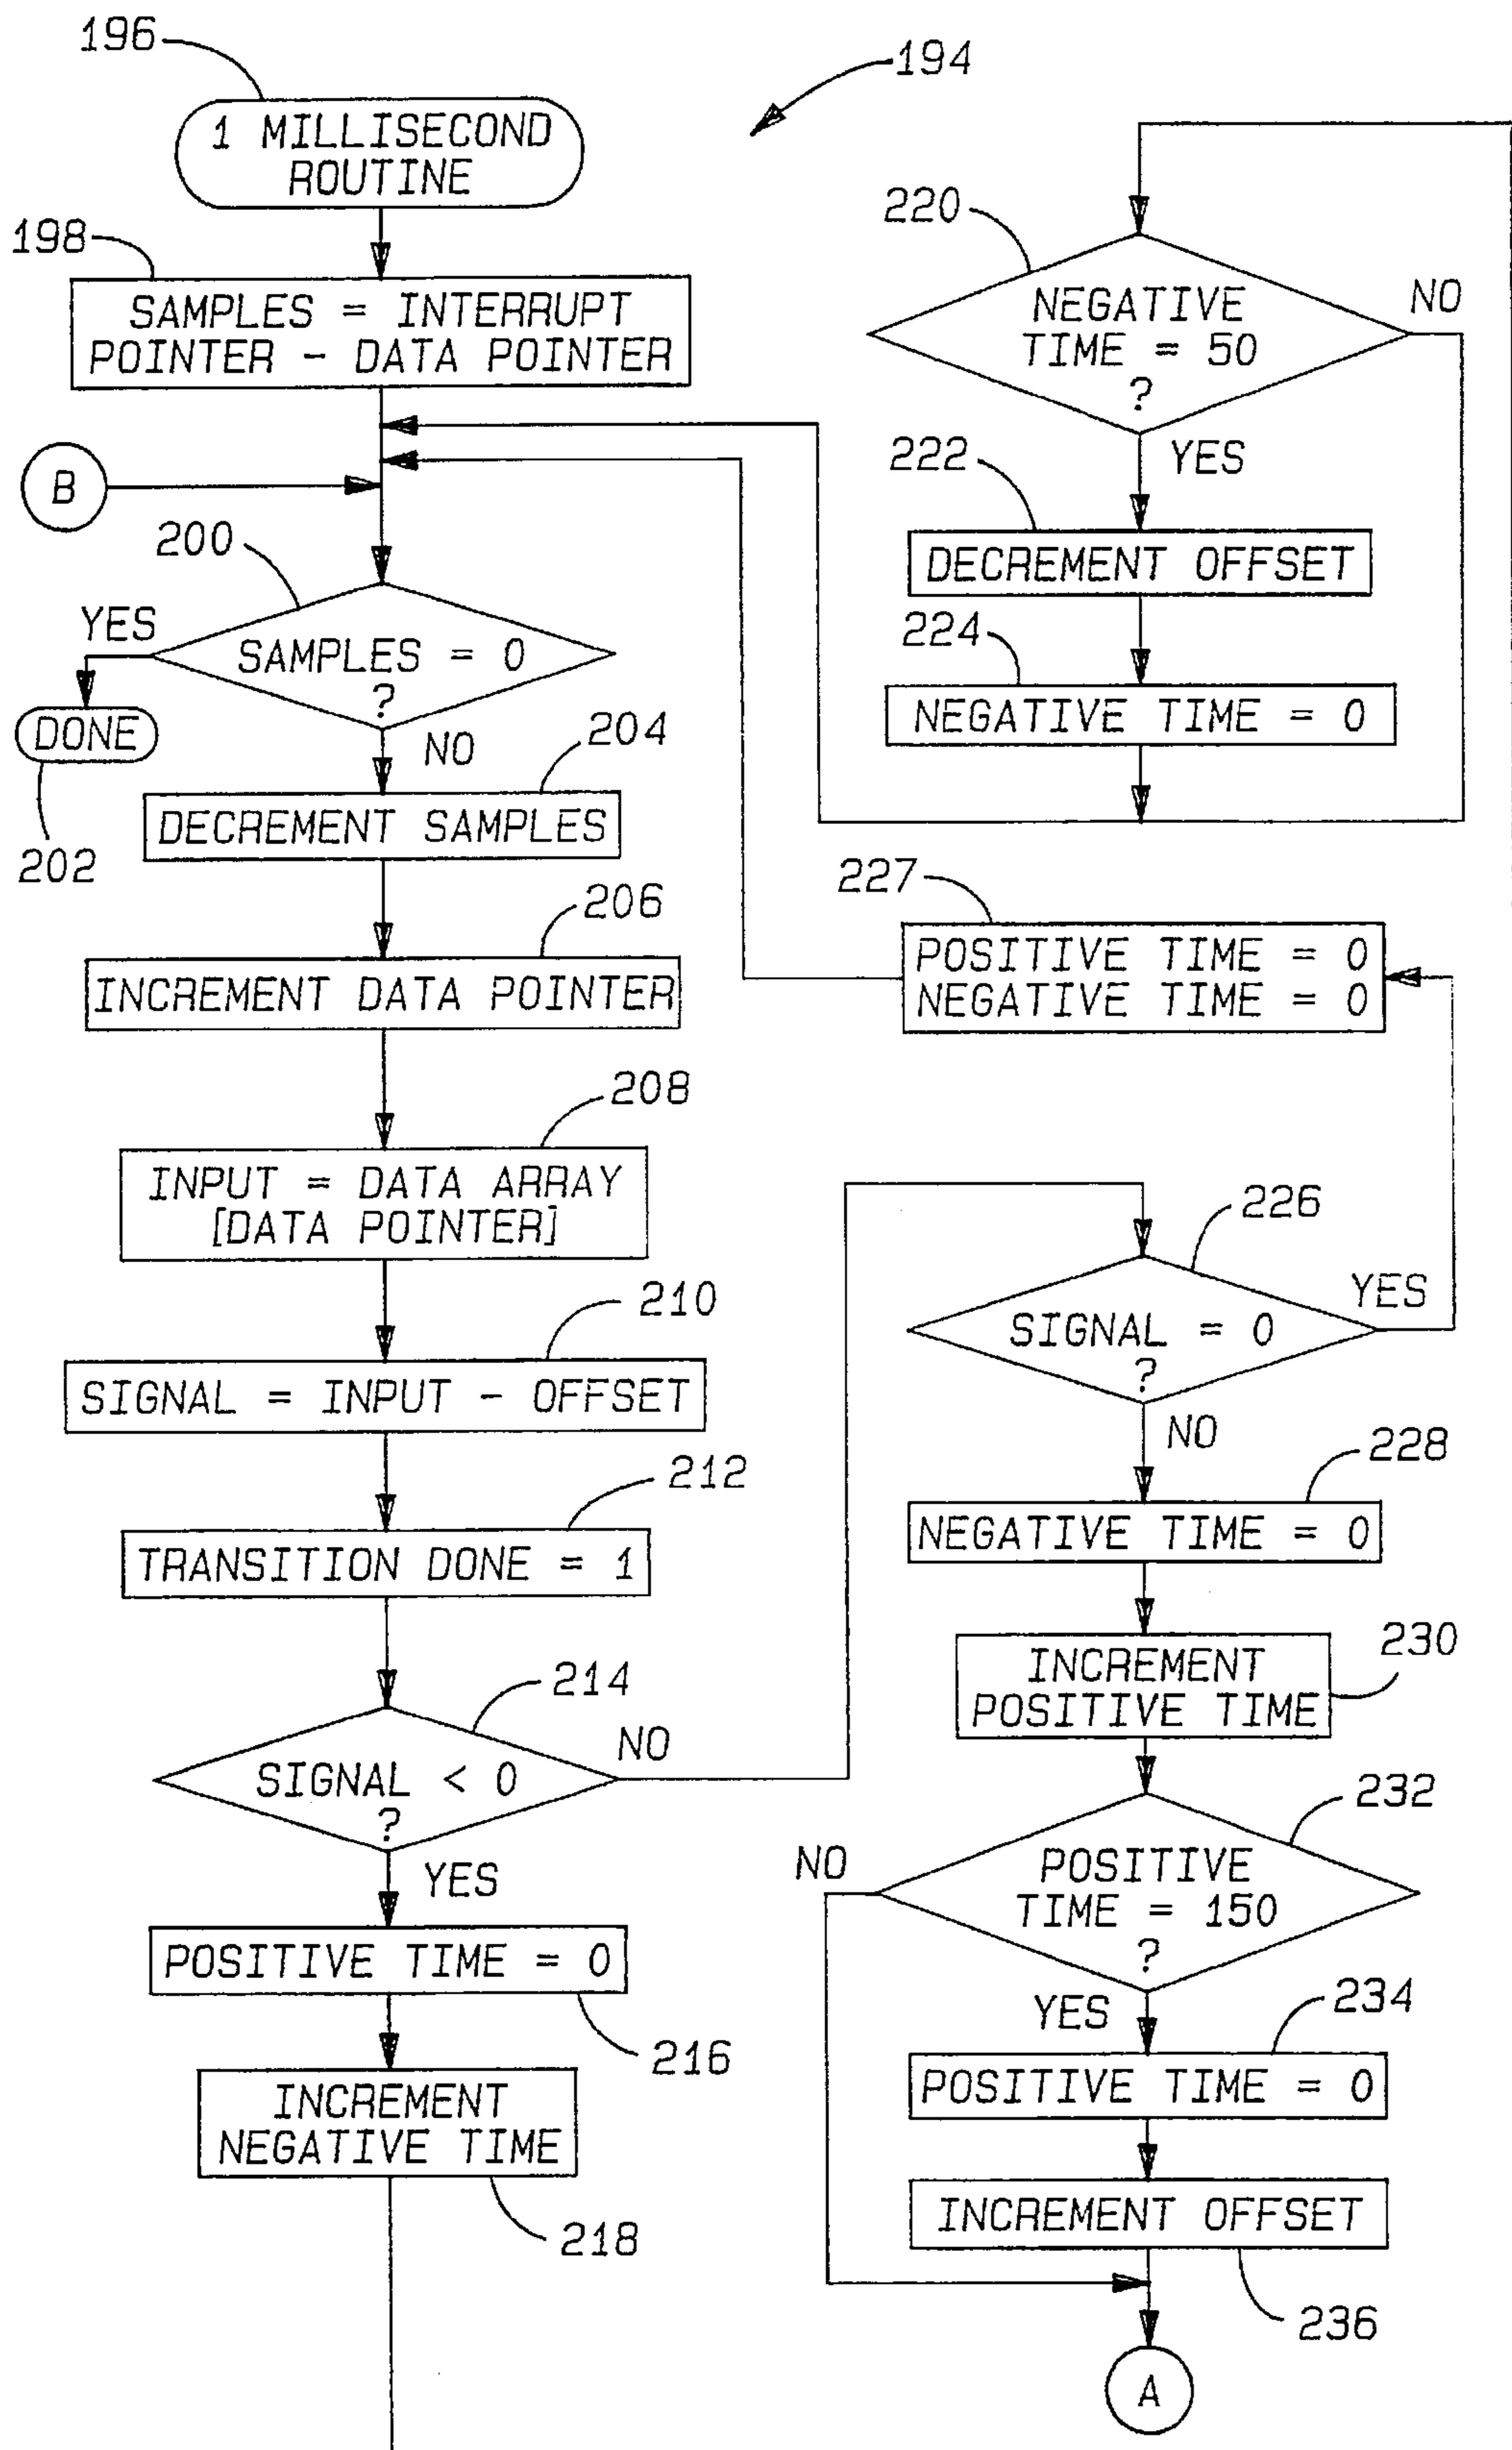 196
194
1 MILLISECOND
ROUTINE
198
SAMPLES = INTERRUPT
POINTER - DATA POINTER
B
200
YES
SAMPLES = 0
?
DONE
202
NO
204
DECREMENT SAMPLES
206
INCREMENT DATA POINTER
208
INPUT = DATA ARRAY
[DATA POINTER]
210
SIGNAL = INPUT - OFFSET
212
TRANSITION DONE = 1
214
NO
SIGNAL < 0
?
YES
POSITIVE TIME = 0
216
INCREMENT
NEGATIVE TIME
218
220
NEGATIVE
TIME = 50
?
NO
YES
222
DECREMENT OFFSET
224
NEGATIVE TIME = 0
227
POSITIVE TIME = 0
NEGATIVE TIME = 0
226
YES
SIGNAL = 0
?
NO
228
NEGATIVE TIME = 0
230
INCREMENT
POSITIVE TIME
232
NO
POSITIVE
TIME = 150
?
YES
234
POSITIVE TIME = 0
INCREMENT OFFSET
236
A